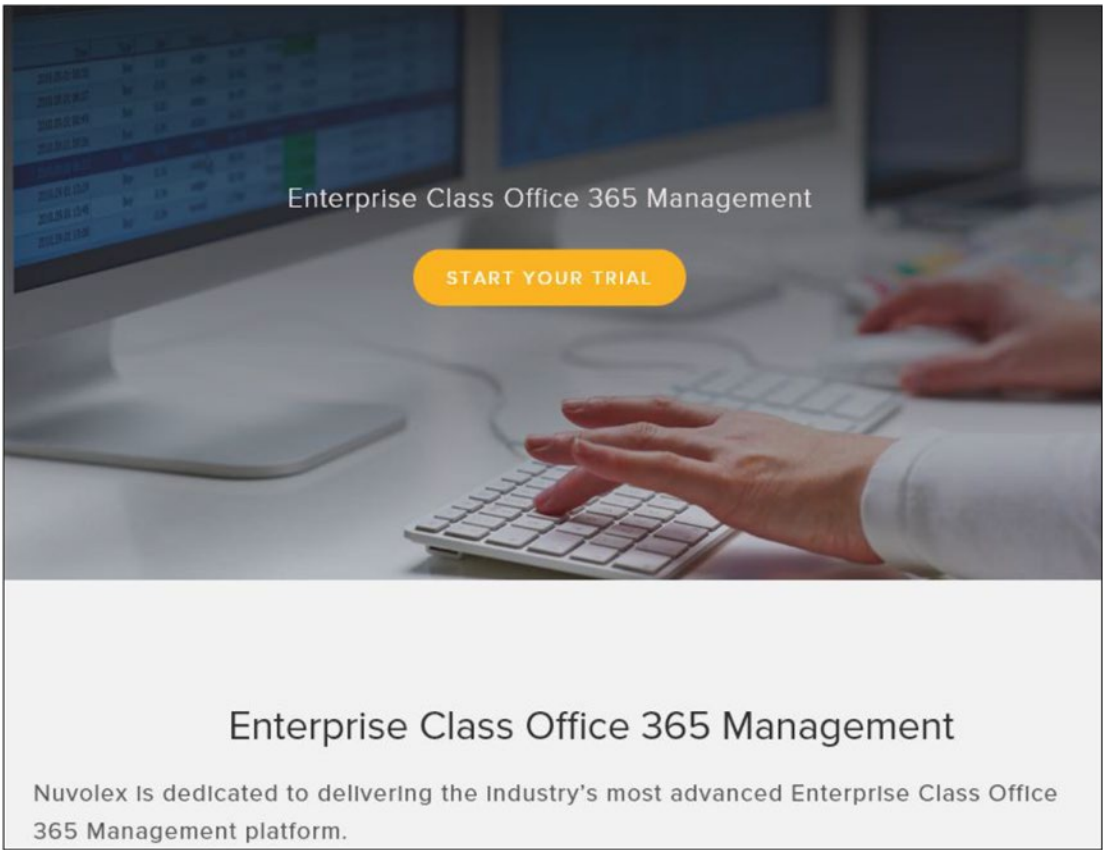 Enterprise Class Office 365 Management
START YOUR TRIAL
Enterprise Class Office 365 Management
Nuvolex is dedicated to delivering the industry's most advanced Enterprise Class Office
365 Management platform.